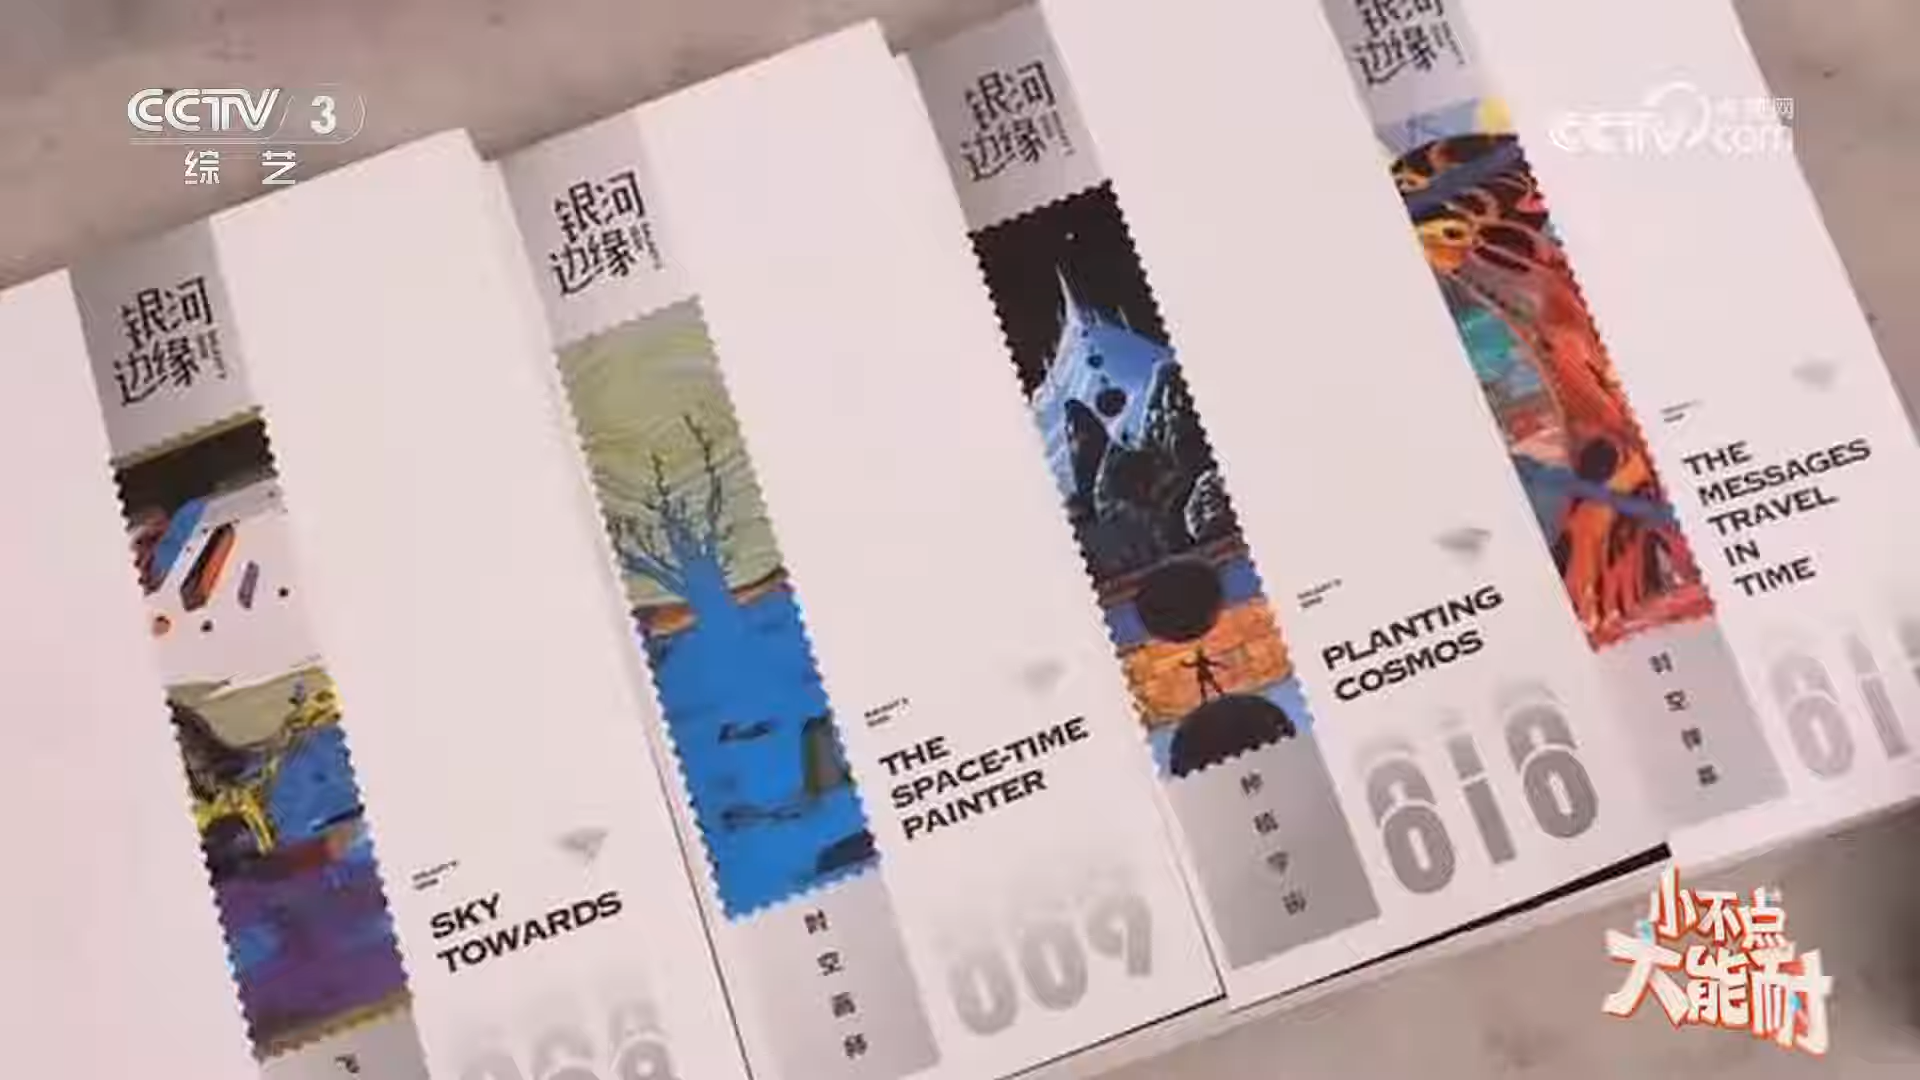 CCTV 3
综艺
CCTV.com
银河
边缘
SKY
TOWARDS
飞
银河
边缘
THE
SPACE-TIME
PAINTER
009
时
空
画
师
银河
边缘
PLANTING
COSMOS
010
种
植
宇
宙
银河
边缘
THE
MESSAGES
TRAVEL
IN
TIME
时
空
小不点
大能耐